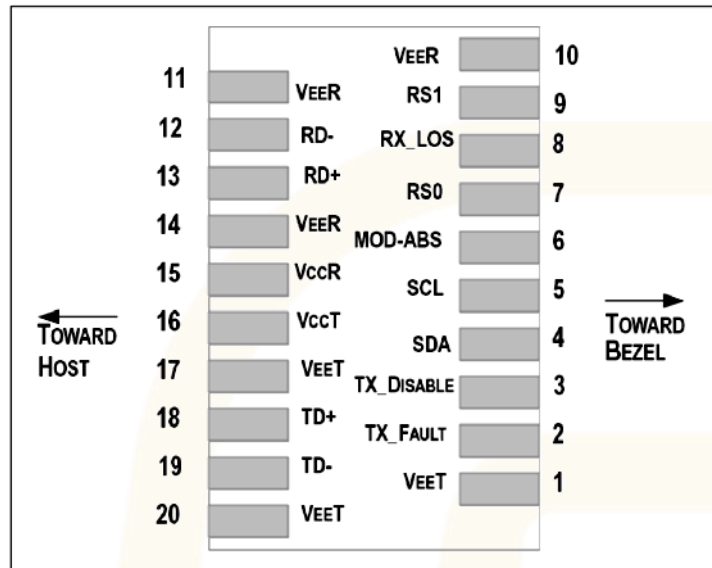 VEER 10
11 VEER
RS1 9
12 RD-
RX_LOS 8
13 RD+
RS0 7
14 VEER
MOD-ABS 6
15 VCCR
SCL 5
16 VCCT
TOWARD HOST
TOWARD BEZEL
SDA 4
17 VEET
TX_DISABLE 3
18 TD+
TX_FAULT 2
19 TD-
VEET 1
20 VEET